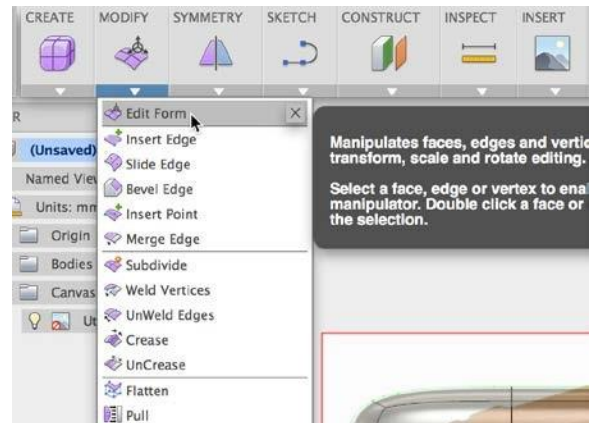 CREATE MODIFY SYMMETRY SKETCH CONSTRUCT INSPECT INSERT
R
(Unsaved)
Named Vie
Units: mm
Origin
Bodies
Canvas
Ut
Edit Form
Insert Edge
Slide Edge
Bevel Edge
Insert Point
Merge Edge
Subdivide
Weld Vertices
UnWeld Edges
Crease
UnCrease
Flatten
Pull
Manipulates faces, edges and vertic
transform, scale and rotate editing.
Select a face, edge or vertex to ena
manipulator. Double click a face or
the selection.